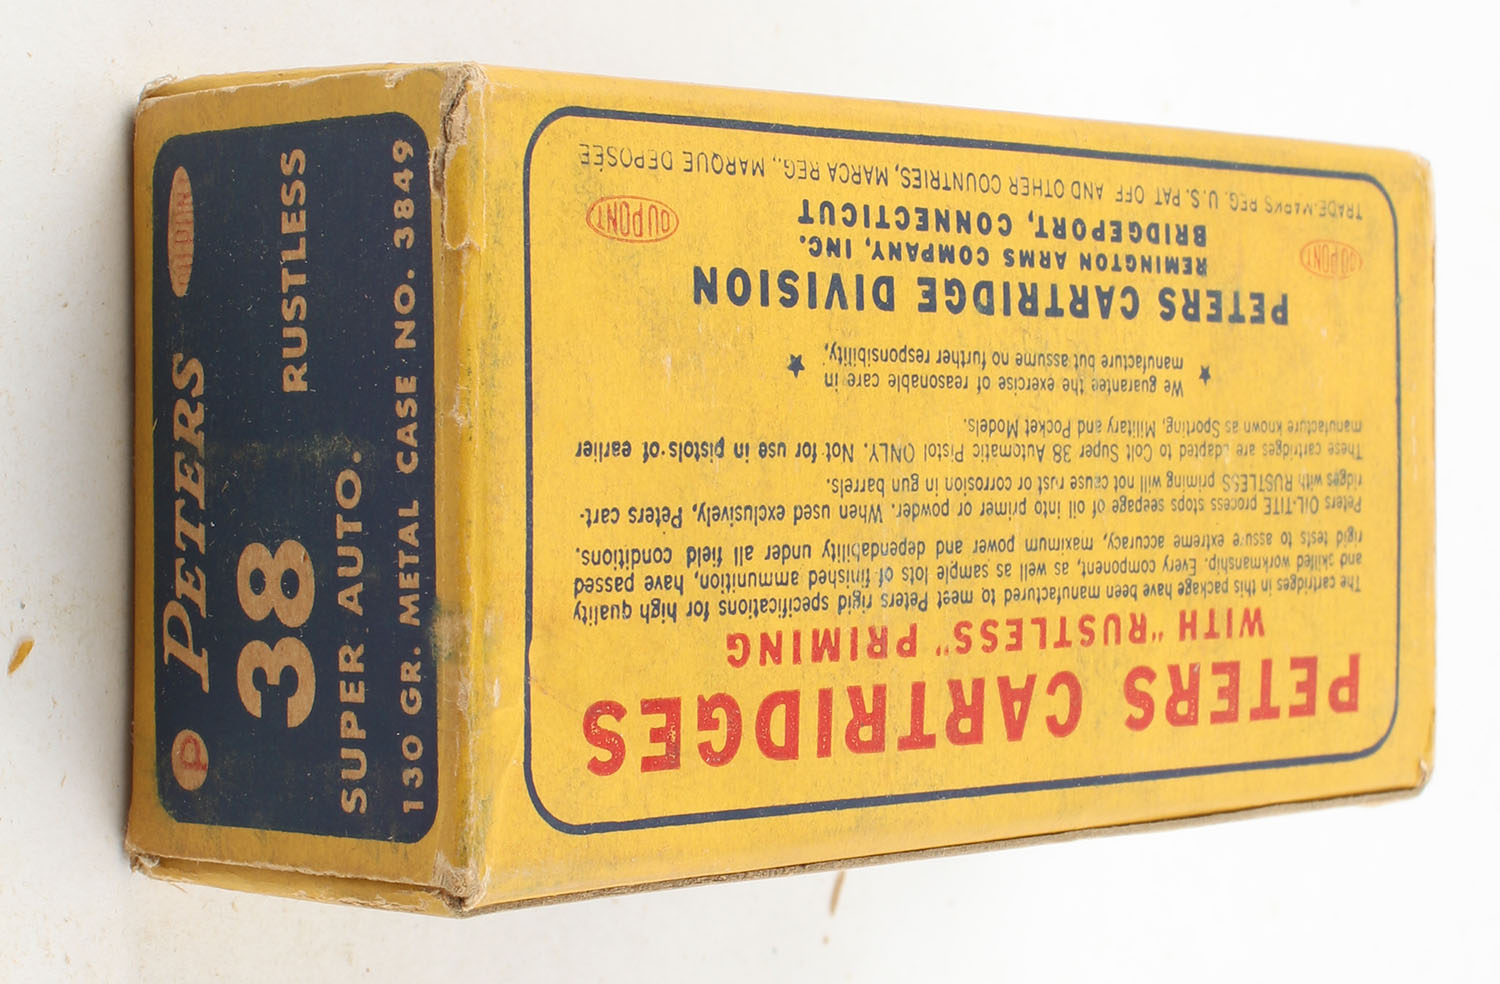 P PETERS DU PONT
38 RUSTLESS
SUPER AUTO.
130 GR. METAL CASE NO. 3849
PETERS CARTRIDGES
WITH "RUSTLESS" PRIMING
The cartridges in this package have been manufactured to meet Peters rigid specifications for high quality
and skilled workmanship. Every component, as well as sample lots of finished ammunition, have passed
rigid tests to assure extreme accuracy, maximum power and dependability under all field conditions.
Peters OIL-TITE process stops seepage of oil into primer or powder. When used exclusively, Peters cart-
ridges with RUSTLESS priming will not cause rust or corrosion in gun barrels.
These cartridges are adapted to Colt Super 38 Automatic Pistol ONLY. Not for use in pistols of earlier
manufacture known as Sporting, Military and Pocket Models.
★ We guarantee the exercise of reasonable care in
manufacture but assume no further responsibility. ★
PETERS CARTRIDGE DIVISION
REMINGTON ARMS COMPANY, INC.
BRIDGEPORT, CONNECTICUT
DU PONT
DU PONT
TRADE-MARKS REG. U.S. PAT OFF AND OTHER COUNTRIES, MARCA REG., MARQUE DEPOSÉE